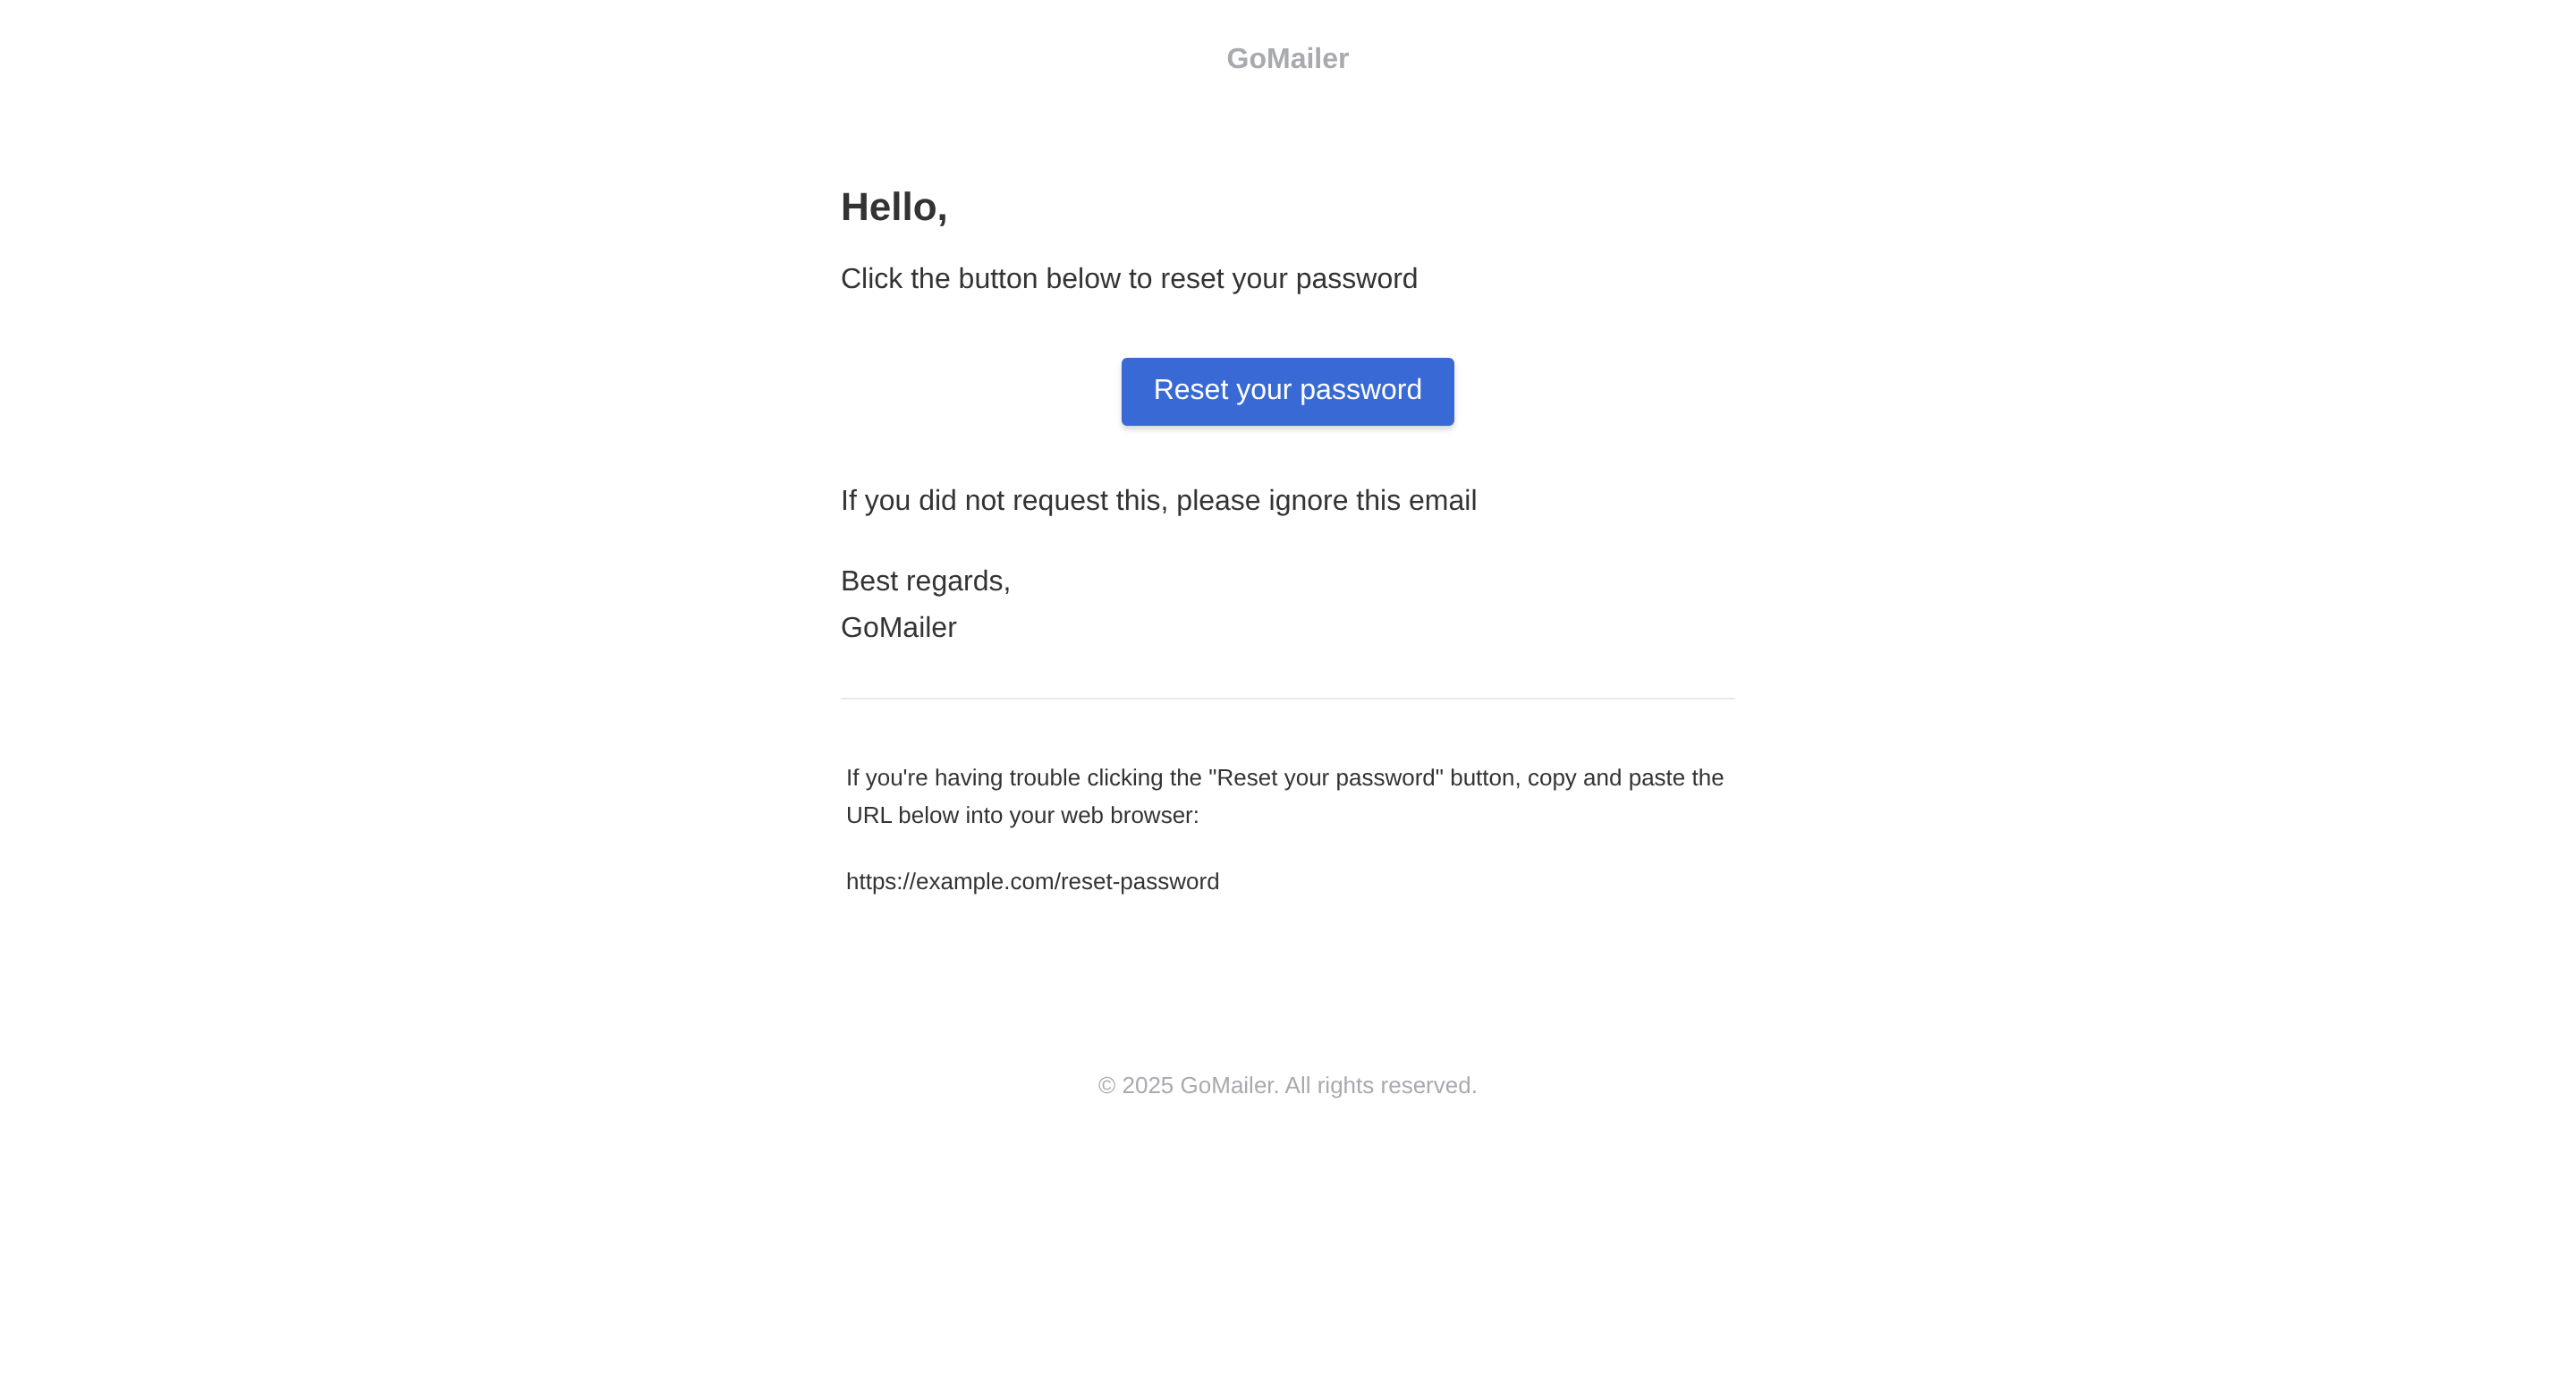 GoMailer
Hello,
Click the button below to reset your password
Reset your password
If you did not request this, please ignore this email
Best regards,
GoMailer
If you're having trouble clicking the "Reset your password" button, copy and paste the
URL below into your web browser:
https://example.com/reset-password
© 2025 GoMailer. All rights reserved.